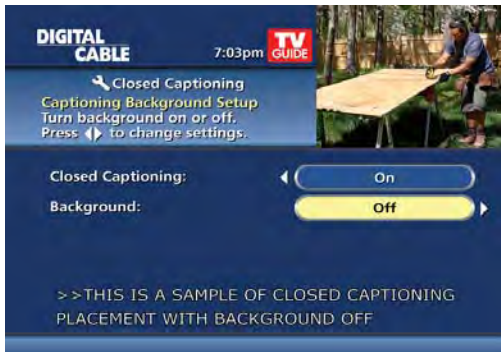 DIGITAL
CABLE
7:03pm
TV
GUIDE
Closed Captioning
Captioning Background Setup
Turn background on or off.
Press to change settings.
Closed Captioning: On
Background: Off
>>THIS IS A SAMPLE OF CLOSED CAPTIONING
PLACEMENT WITH BACKGROUND OFF